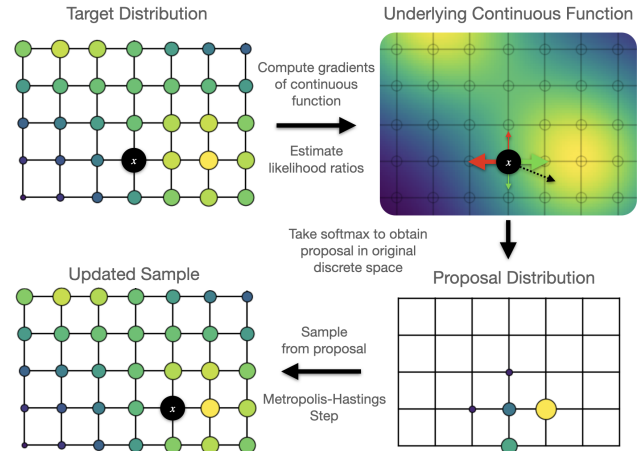 Target Distribution
Underlying Continuous Function
Compute gradients
of continuous
function
Estimate
likelihood ratios
x
x
Take softmax to obtain
proposal in original
discrete space
Updated Sample
Proposal Distribution
Sample
from proposal
Metropolis-Hastings
Step
x